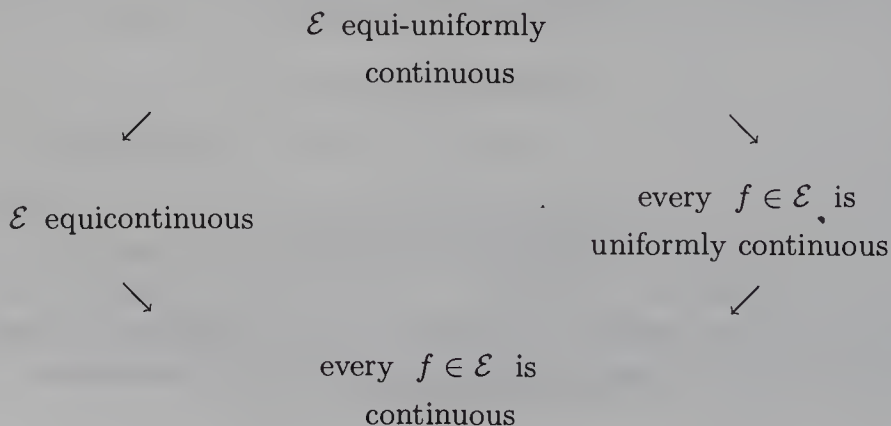 ℰ equi-uniformly
continuous
↙ ↘
ℰ equicontinuous
every f ∈ ℰ is
uniformly continuous
↘ ↙
every f ∈ ℰ is
continuous